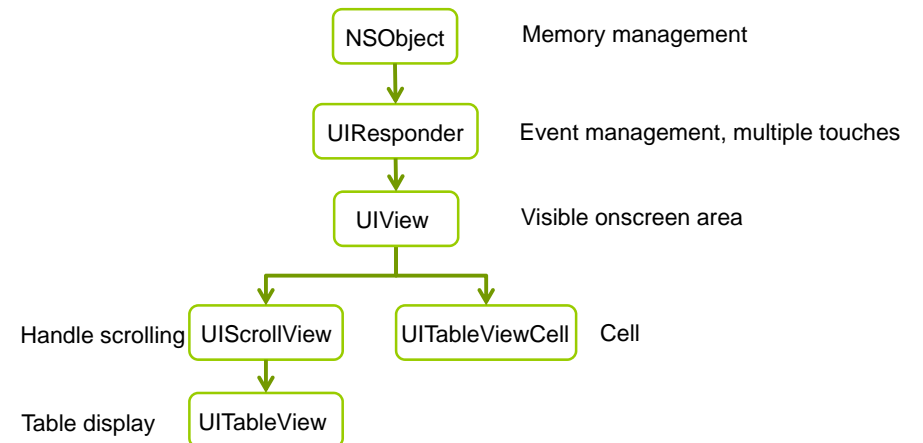 NSObject
Memory management
UIResponder
Event management, multiple touches
UIView
Visible onscreen area
Handle scrolling
UIScrollView
UITableViewCell
Cell
Table display
UITableView